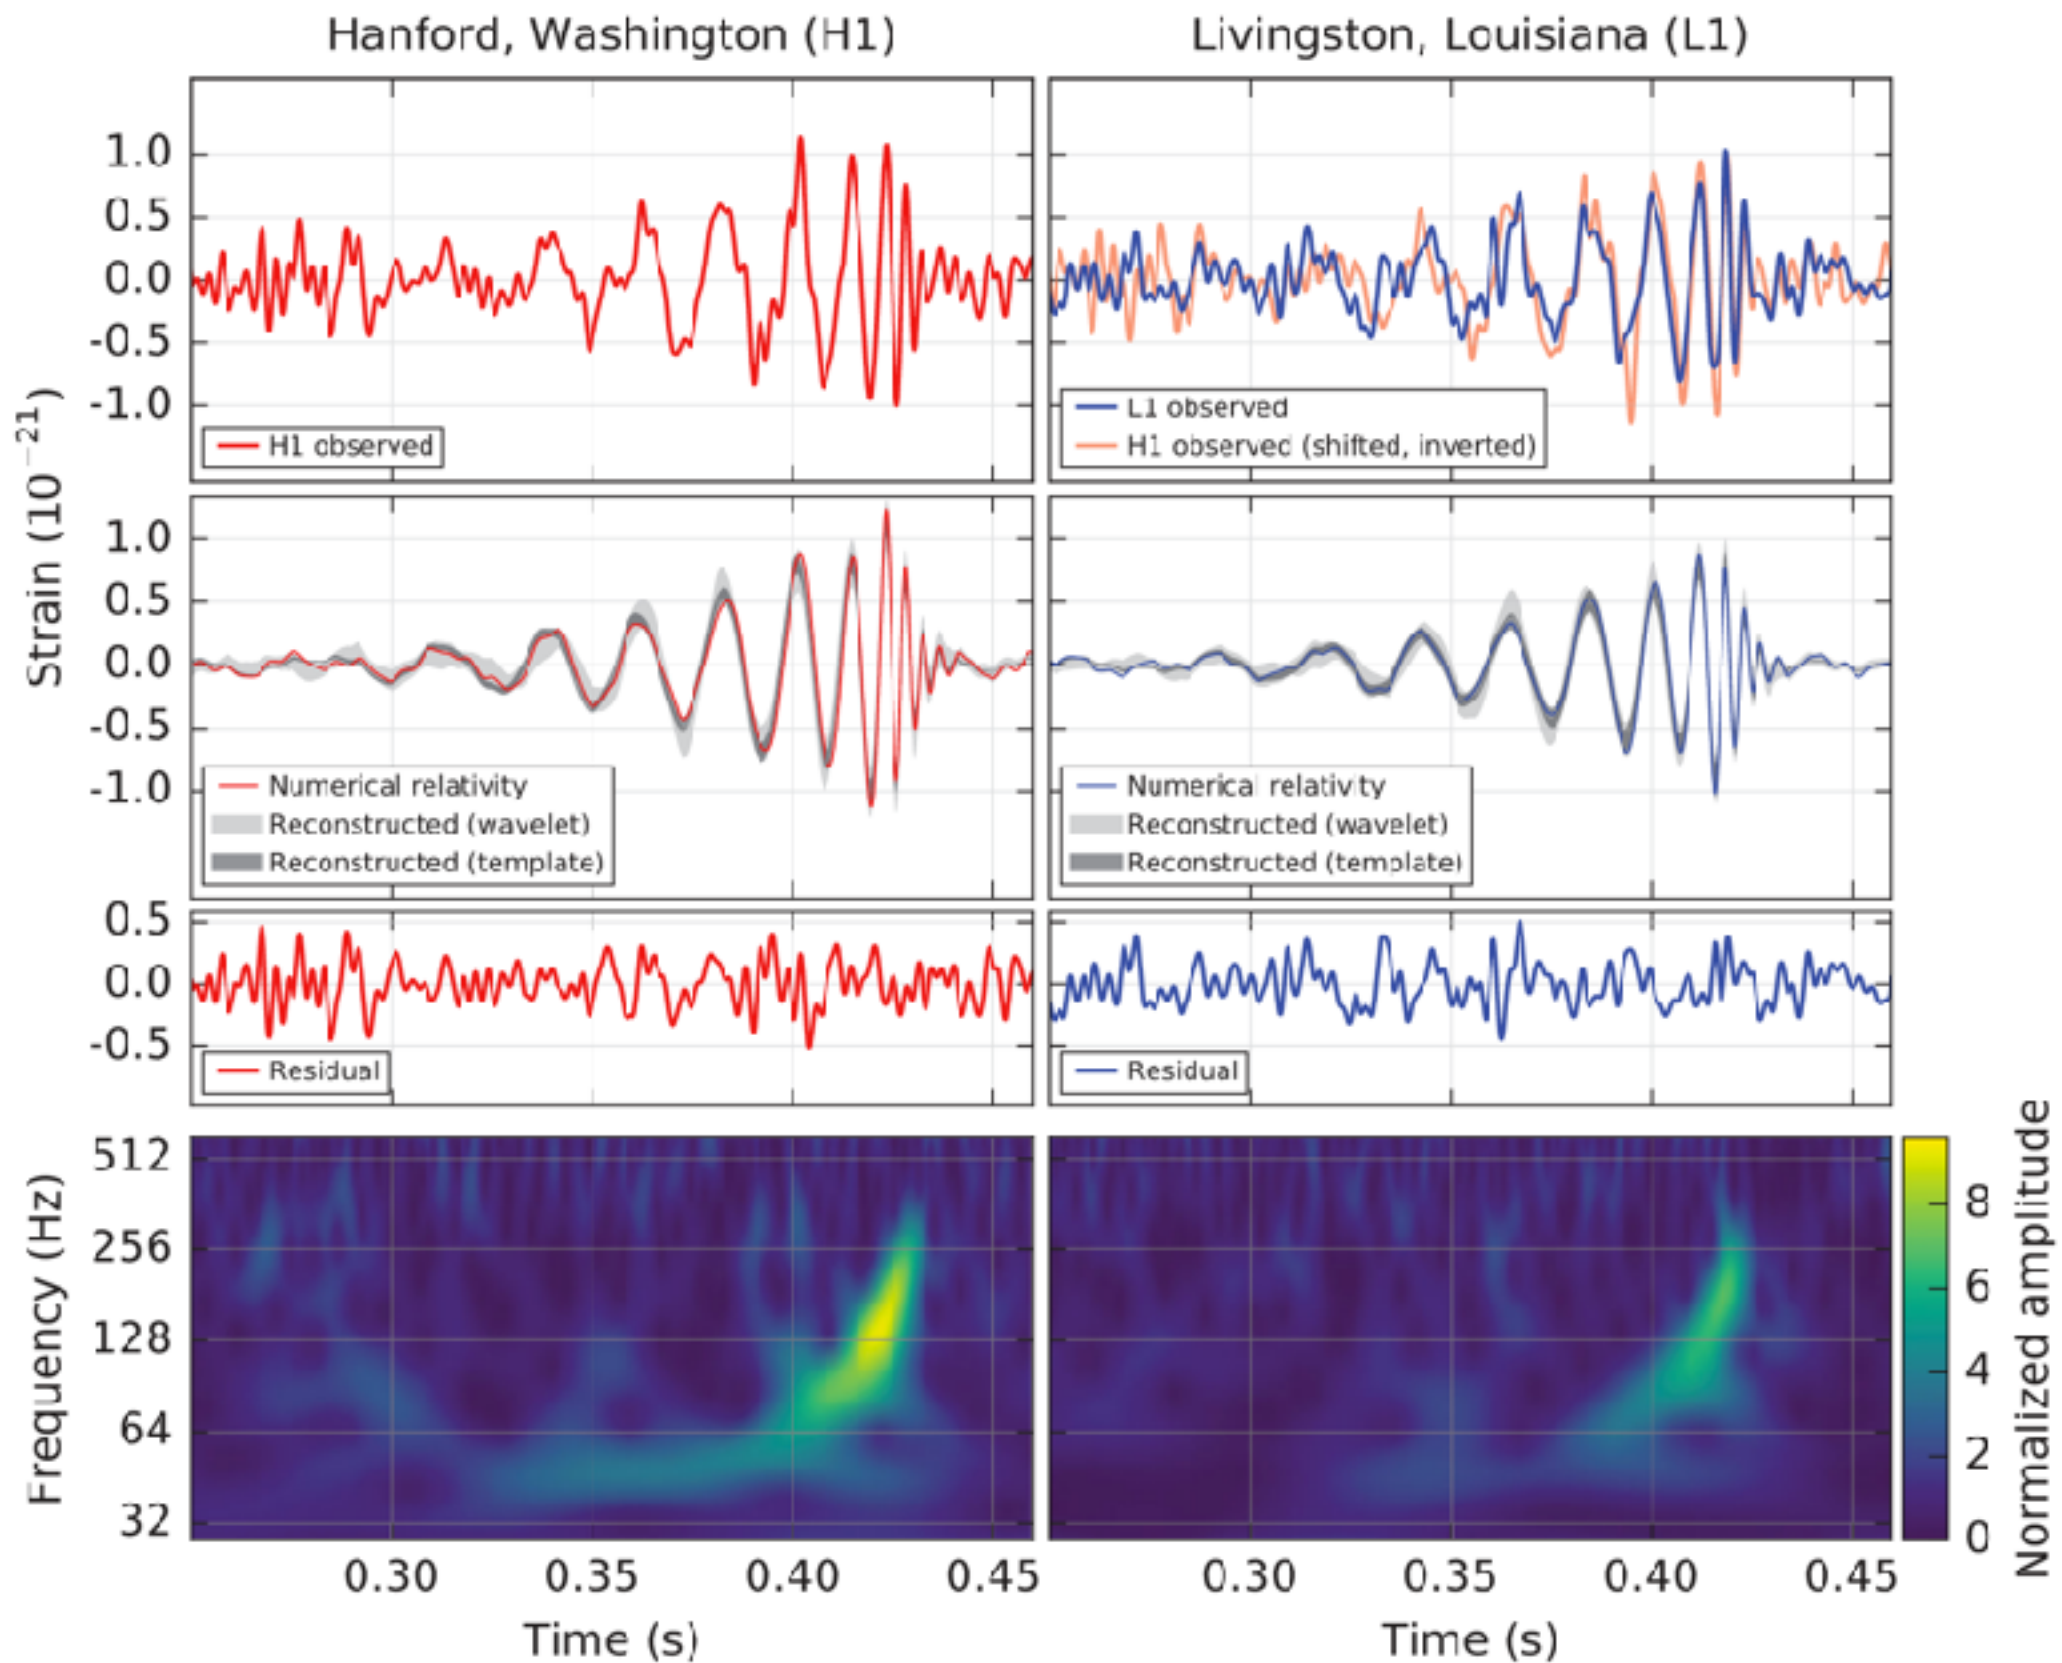 Hanford, Washington (H1)
Livingston, Louisiana (L1)
Strain (10⁻²¹)
1.0
0.5
0.0
-0.5
-1.0
H1 observed
L1 observed
H1 observed (shifted, inverted)
1.0
0.5
0.0
-0.5
-1.0
Numerical relativity
Reconstructed (wavelet)
Reconstructed (template)
Numerical relativity
Reconstructed (wavelet)
Reconstructed (template)
0.5
0.0
-0.5
Residual
Residual
Frequency (Hz)
512
256
128
64
32
Normalized amplitude
8
6
4
2
0
0.30 0.35 0.40 0.45
0.30 0.35 0.40 0.45
Time (s)
Time (s)